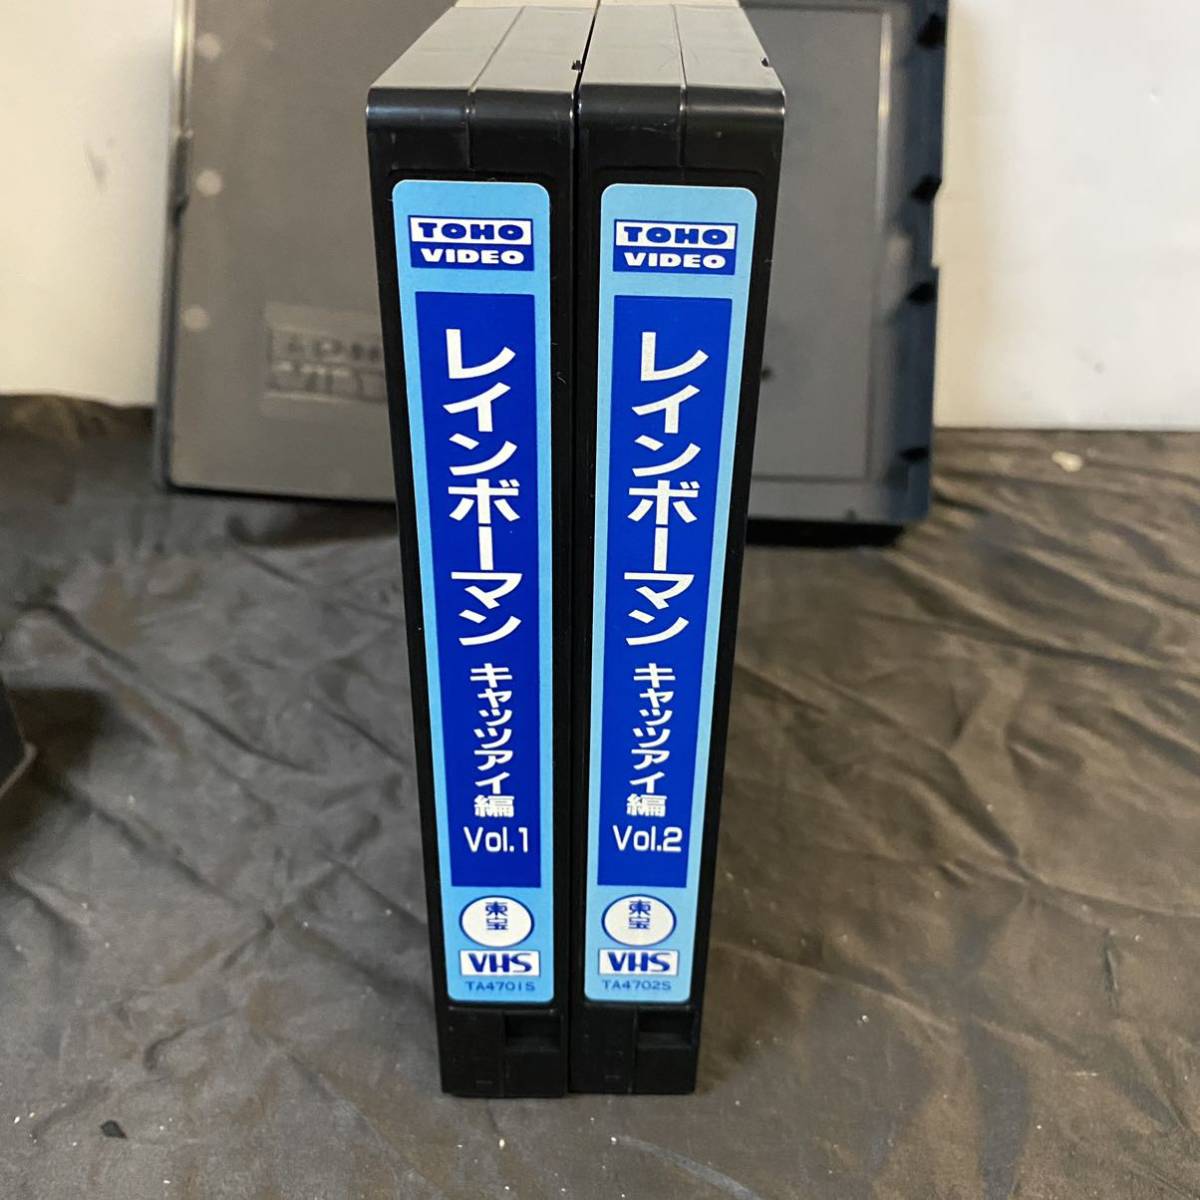 TOHO
VIDEO
レインボーマン
キャッツアイ編
Vol.1
東宝
VHS
TA4701S
TOHO
VIDEO
レインボーマン
キャッツアイ編
Vol.2
東宝
VHS
TA4702S